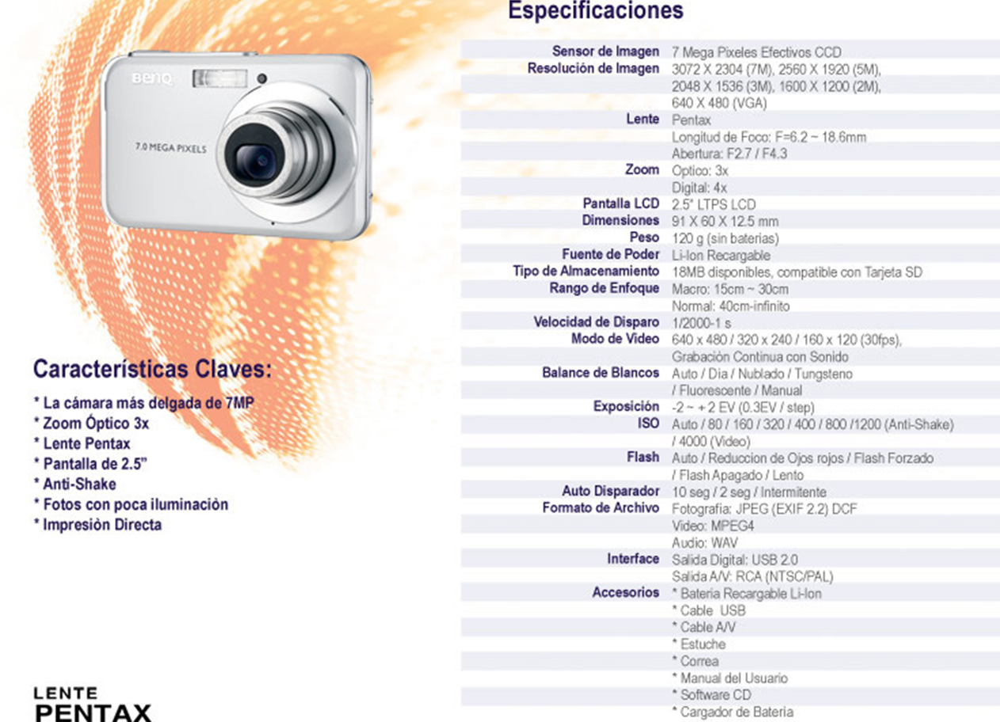 Especificaciones
BenQ
7.0 MEGA PIXELS
Sensor de Imagen 7 Mega Pixeles Efectivos CCD
Resolución de Imagen 3072 X 2304 (7M), 2560 X 1920 (5M),
2048 X 1536 (3M), 1600 X 1200 (2M),
640 X 480 (VGA)
Lente Pentax
Longitud de Foco: F=6.2 ~ 18.6mm
Abertura: F2.7 / F4.3
Zoom Optico: 3x
Digital: 4x
Pantalla LCD 2.5" LTPS LCD
Dimensiones 91 X 60 X 12.5 mm
Peso 120 g (sin baterias)
Fuente de Poder Li-Ion Recargable
Tipo de Almacenamiento 18MB disponibles, compatible con Tarjeta SD
Rango de Enfoque Macro: 15cm ~ 30cm
Normal: 40cm-infinito
Velocidad de Disparo 1/2000-1 s
Modo de Video 640 x 480 / 320 x 240 / 160 x 120 (30fps),
Grabaciòn Continua con Sonido
Balance de Blancos Auto / Dia / Nublado / Tungsteno
/ Fluorescente / Manual
Exposición -2 ~ + 2 EV (0.3EV / step)
ISO Auto / 80 / 160 / 320 / 400 / 800 /1200 (Anti-Shake)
/ 4000 (Video)
Flash Auto / Reduccion de Ojos rojos / Flash Forzado
/ Flash Apagado / Lento
Auto Disparador 10 seg / 2 seg / Intermitente
Formato de Archivo Fotografia: JPEG (EXIF 2.2) DCF
Video: MPEG4
Audio: WAV
Interface Salida Digital: USB 2.0
Salida A/V: RCA (NTSC/PAL)
Accesorios * Bateria Recargable Li-Ion
* Cable USB
* Cable A/V
* Estuche
* Correa
* Manual del Usuario
* Software CD
* Cargador de Bateria
Características Claves:
* La cámara más delgada de 7MP
* Zoom Óptico 3x
* Lente Pentax
* Pantalla de 2.5”
* Anti-Shake
* Fotos con poca iluminaciòn
* Impresiòn Directa
LENTE
PENTAX